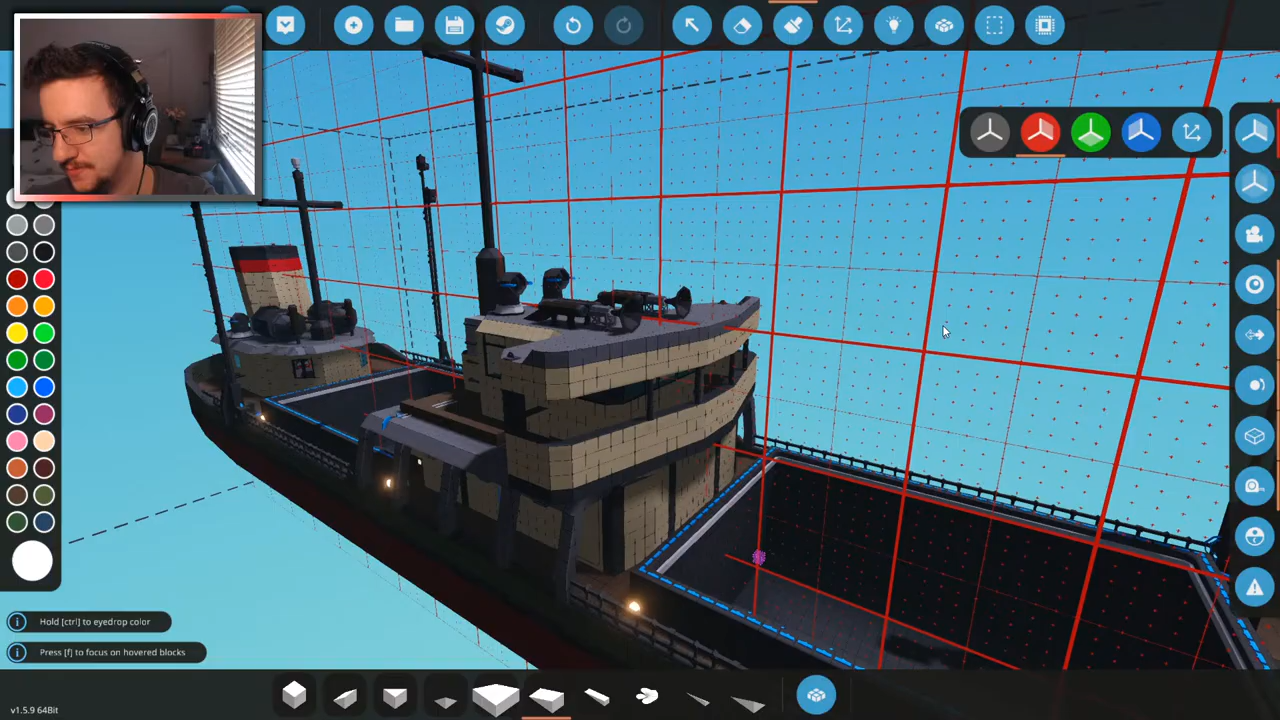 Hold [ctrl] to eyedrop color
Press [f] to focus on hovered blocks
v1.5.9 64Bit